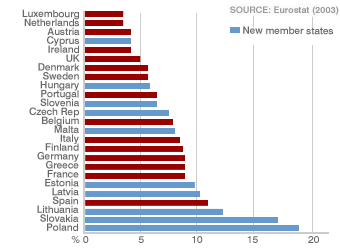 SOURCE: Eurostat (2003)
New member states
Luxembourg
Netherlands
Austria
Cyprus
Ireland
UK
Denmark
Sweden
Hungary
Portugal
Slovenia
Czech Rep
Belgium
Malta
Italy
Finland
Germany
Greece
France
Estonia
Latvia
Spain
Lithuania
Slovakia
Poland
% 0 5 10 15 20